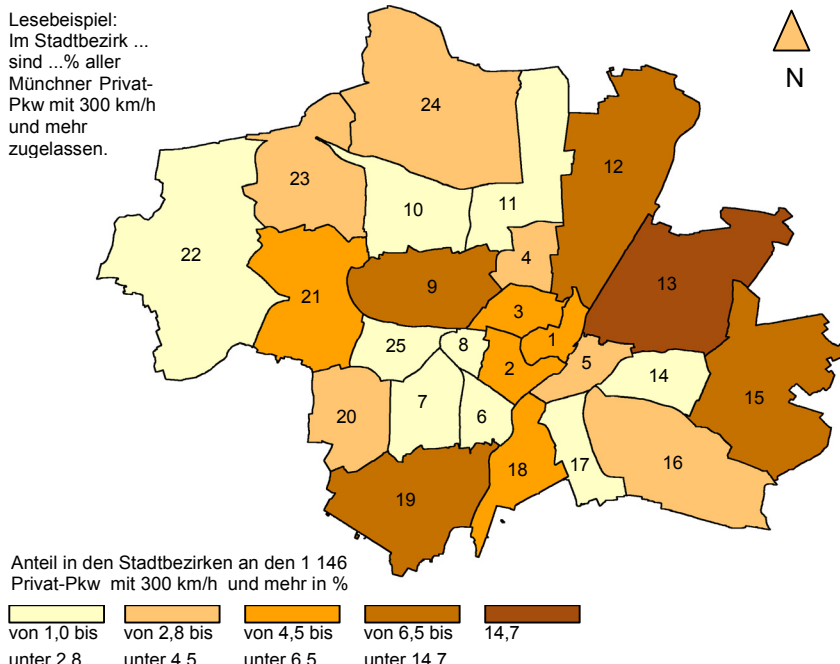 Lesebeispiel:
Im Stadtbezirk ...
sind ...% aller
Münchner Privat-
Pkw mit 300 km/h
und mehr
zugelassen.
N
24
12
23
10
11
22
4
13
9
21
3
1
8
25
2
5
14
15
7
20
6
16
17
18
19
Anteil in den Stadtbezirken an den 1 146
Privat-Pkw mit 300 km/h und mehr in %
von 1,0 bis von 2,8 bis von 4,5 bis von 6,5 bis 14,7
unter 2,8 unter 4,5 unter 6,5 unter 14,7